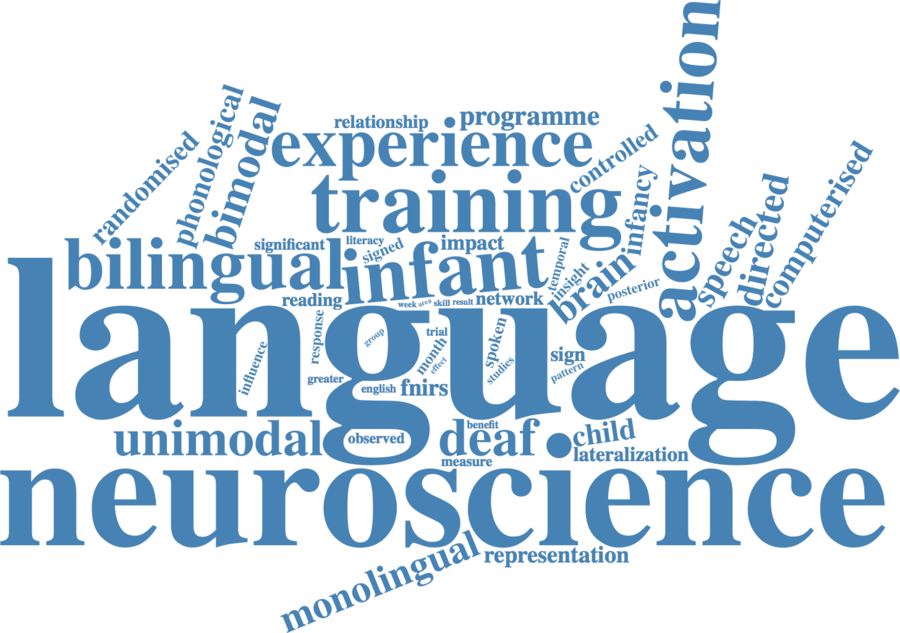 activation
relationship
programme
phonological
bimodal
experience
randomised
controlled
computerised
training
infancy
directed
speech
bilingual
significant
literacy
signed
impact
infant
temporal
insight
brain
posterior
reading
week
area
skill
result
network
language
response
group
trial
month
effect
spoken
studies
sign
pattern
influence
greater
english
fnirs
unimodal
observed
benefit
deaf
measure
child
lateralization
neuroscience
representation
monolingual